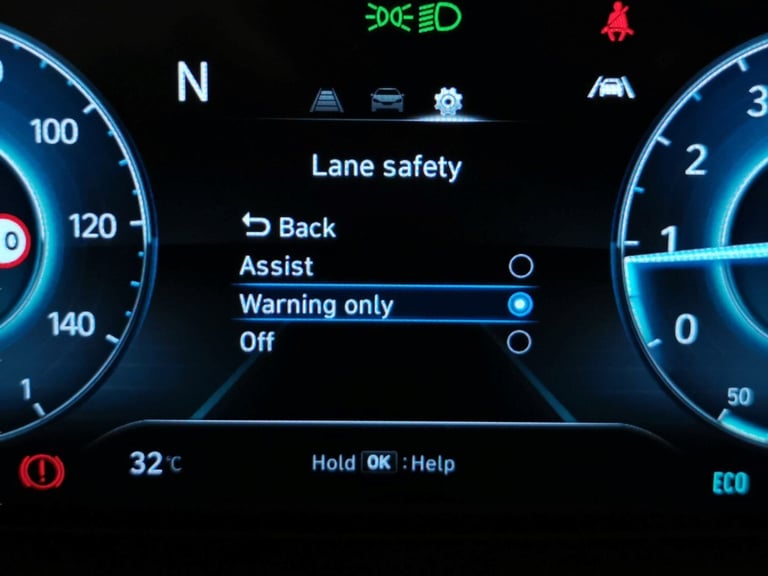 N
Lane safety
Back
Assist
Warning only
Off
100
120
140
3
2
1
0
50
32 °C
Hold OK : Help
ECO